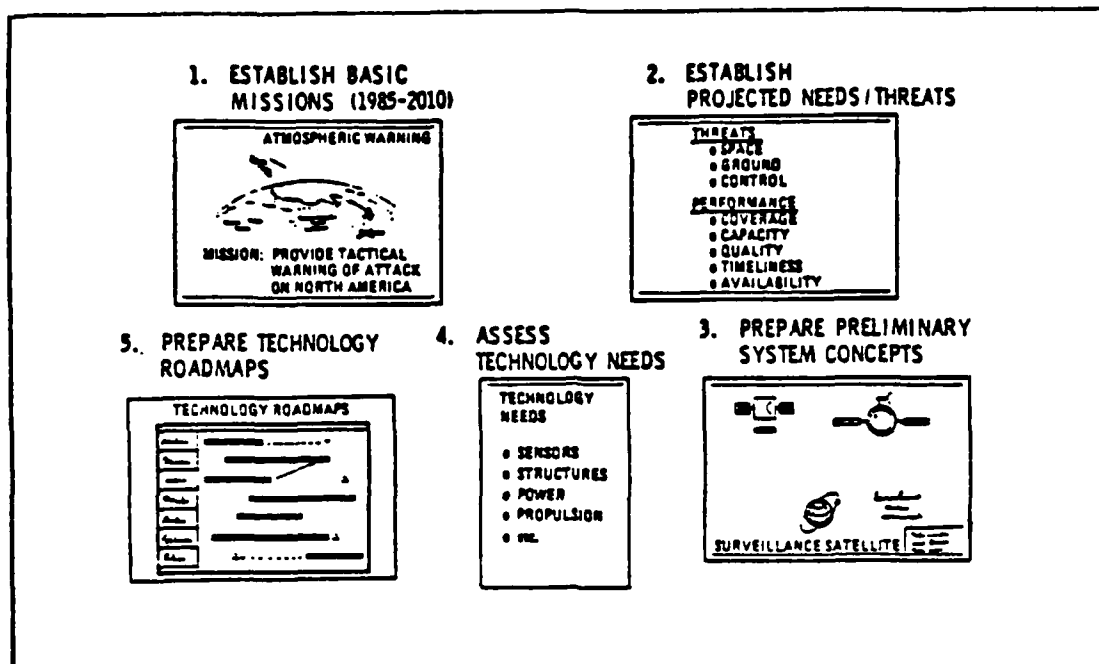 1. ESTABLISH BASIC
MISSIONS (1985-2010)
ATMOSPHERIC WARNING
MISSION: PROVIDE TACTICAL
WARNING OF ATTACK
ON NORTH AMERICA
2. ESTABLISH
PROJECTED NEEDS/THREATS
THREATS
SPACE
GROUND
CONTROL
PERFORMANCE
COVERAGE
CAPACITY
QUALITY
TIMELINESS
AVAILABILITY
3. PREPARE PRELIMINARY
SYSTEM CONCEPTS
SURVEILLANCE SATELLITE
4. ASSESS
TECHNOLOGY NEEDS
TECHNOLOGY
NEEDS
SENSORS
STRUCTURES
POWER
PROPULSION
etc.
5. PREPARE TECHNOLOGY
ROADMAPS
TECHNOLOGY ROADMAPS